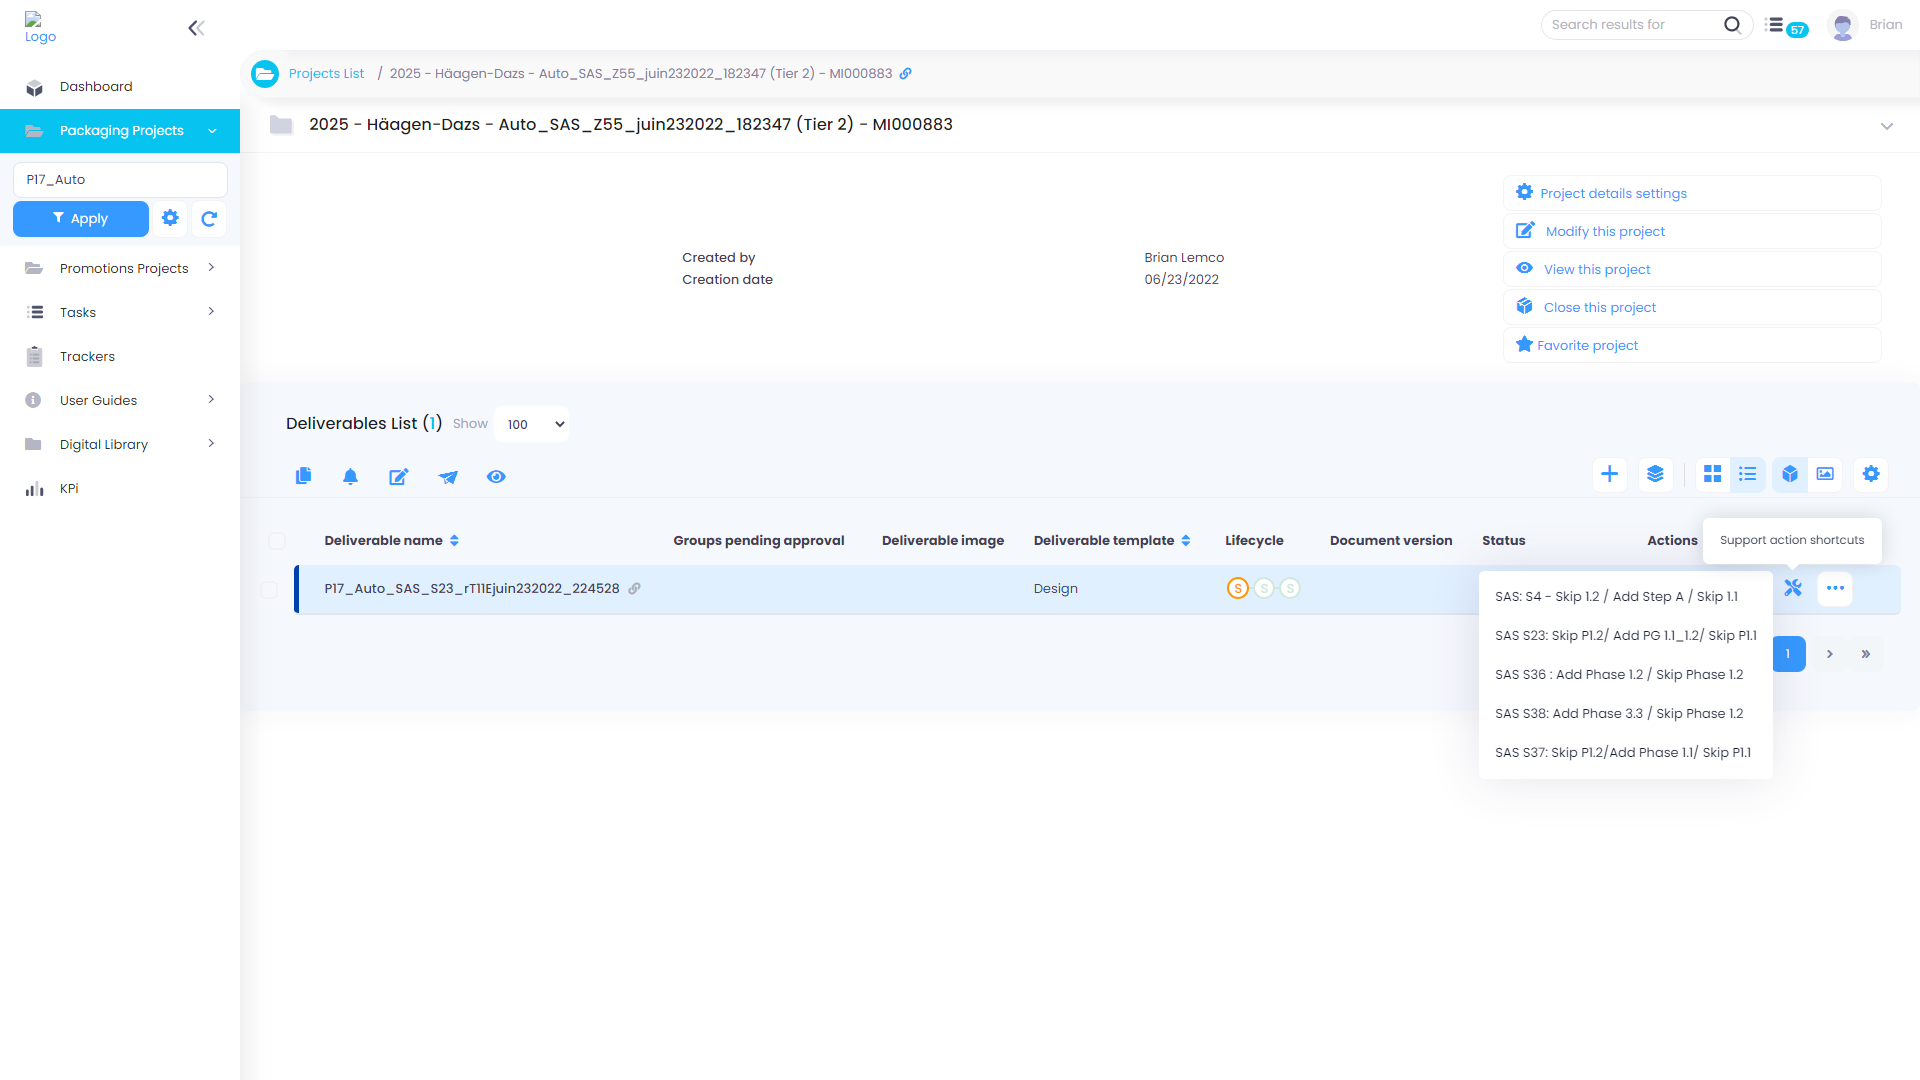 Logo
Search results for
57
Brian
Dashboard
Packaging Projects
P17_Auto
Apply
Promotions Projects
Tasks
Trackers
User Guides
Digital Library
KPi
Projects List / 2025 - Häagen-Dazs - Auto_SAS_Z55_juin232022_182347 (Tier 2) - MI000883
2025 - Häagen-Dazs - Auto_SAS_Z55_juin232022_182347 (Tier 2) - MI000883
Created by Brian Lemco
Creation date 06/23/2022
Project details settings
Modify this project
View this project
Close this project
Favorite project
Deliverables List (1) Show 100
Deliverable name Groups pending approval Deliverable image Deliverable template Lifecycle Document version Status Actions
Support action shortcuts
P17_Auto_SAS_S23_rT11Ejuin232022_224528 Design S S S
SAS: S4 - Skip 1.2 / Add Step A / Skip 1.1
SAS S23: Skip P1.2/ Add PG 1.1_1.2/ Skip P1.1
SAS S36 : Add Phase 1.2 / Skip Phase 1.2
SAS S38: Add Phase 3.3 / Skip Phase 1.2
SAS S37: Skip P1.2/Add Phase 1.1/ Skip P1.1
1 › »